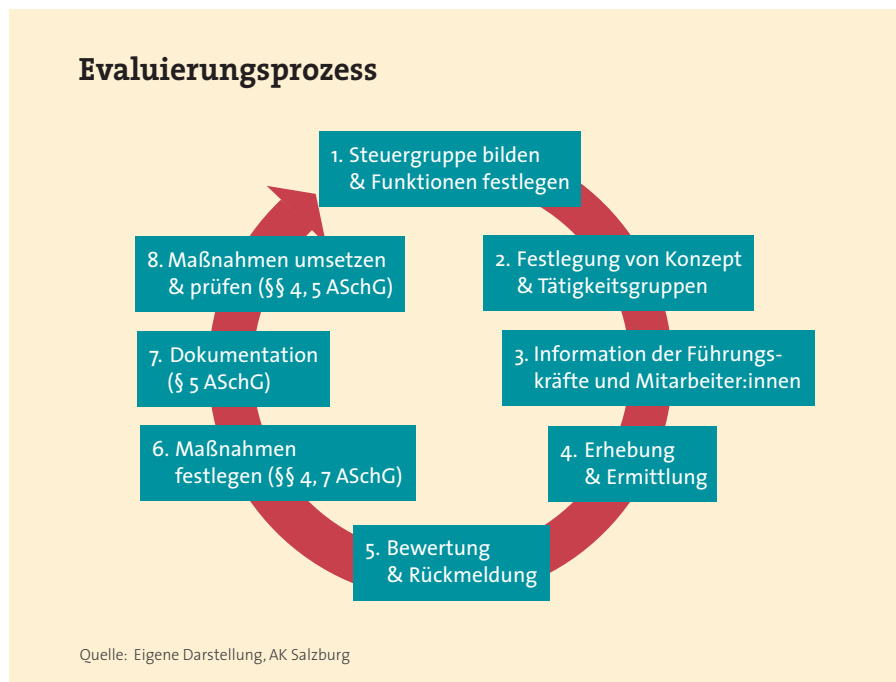 Evaluierungsprozess
1. Steuergruppe bilden
& Funktionen festlegen
2. Festlegung von Konzept
& Tätigkeitsgruppen
3. Information der Führungs-
kräfte und Mitarbeiter:innen
4. Erhebung
& Ermittlung
5. Bewertung
& Rückmeldung
6. Maßnahmen
festlegen (§§ 4, 7 ASchG)
7. Dokumentation
(§ 5 ASchG)
8. Maßnahmen umsetzen
& prüfen (§§ 4, 5 ASchG)
Quelle: Eigene Darstellung, AK Salzburg